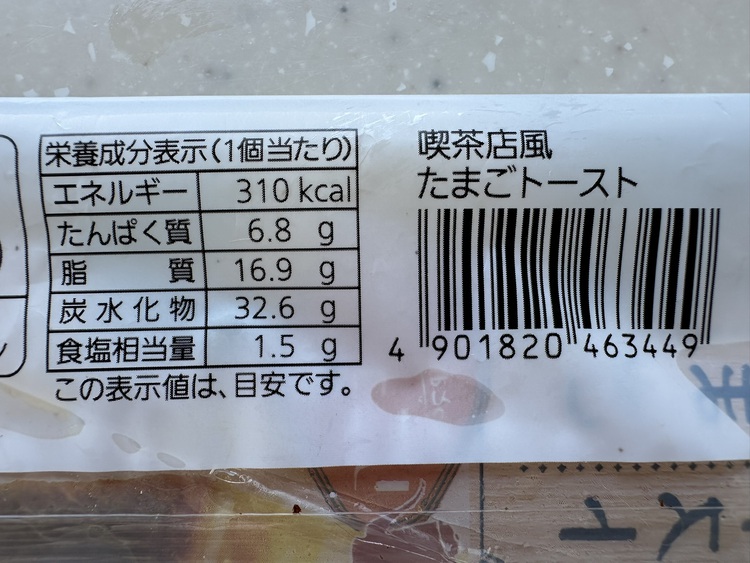 栄養成分表示(1個当たり)
エネルギー 310 kcal
たんぱく質 6.8 g
脂質 16.9 g
炭水化物 32.6 g
食塩相当量 1.5 g
この表示値は、目安です。
喫茶店風
たまごトースト
4 901820 463449